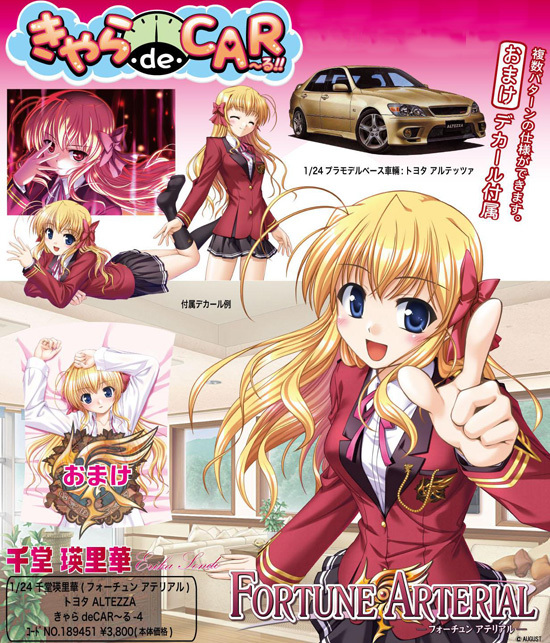 きゃら
・de・
CAR
〜る!!
複数パターンの仕様ができます。
おまけ デカール付属
ALTEZZA
1/24 プラモデルベース車輌：トヨタ アルテッツァ
付属デカール例
おまけ
千堂 瑛里華
Erika Sendo
1/24 千堂瑛里華 (フォーチュン アテリアル)
トヨタ ALTEZZA
きゃら deCAR〜る -4
コード NO.189451 ¥3,800(本体価格)
FORTUNE ARTERIAL
フォーチュン アテリアル
© AUGUST